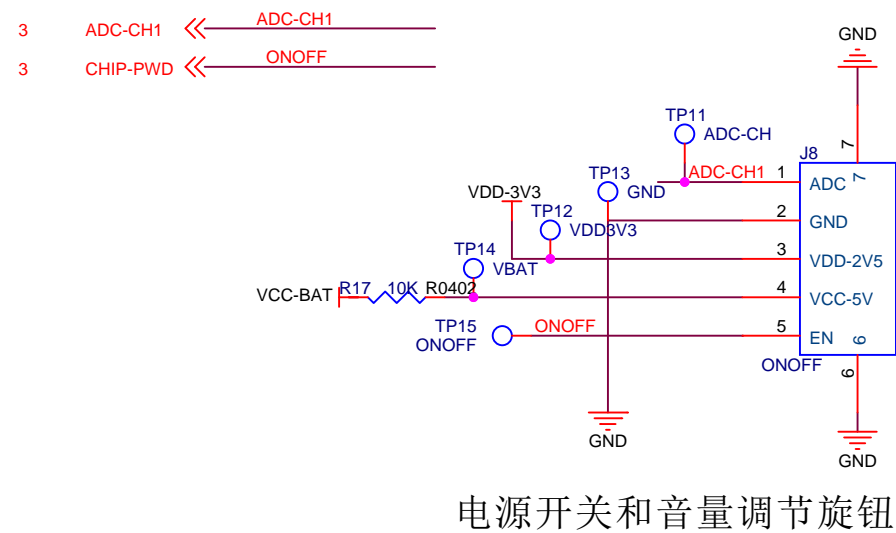 3 ADC-CH1 ADC-CH1
3 CHIP-PWD ONOFF
GND
7
TP11
ADC-CH
J8
ADC-CH1 1 ADC 7
TP13
GND
2 GND
VDD-3V3
TP12
VDD3V3
3 VDD-2V5
TP14
VBAT
VCC-BAT R17 10K R0402
4 VCC-5V
TP15
ONOFF
ONOFF
5 EN 6
ONOFF
6
GND
GND
电源开关和音量调节旋钮